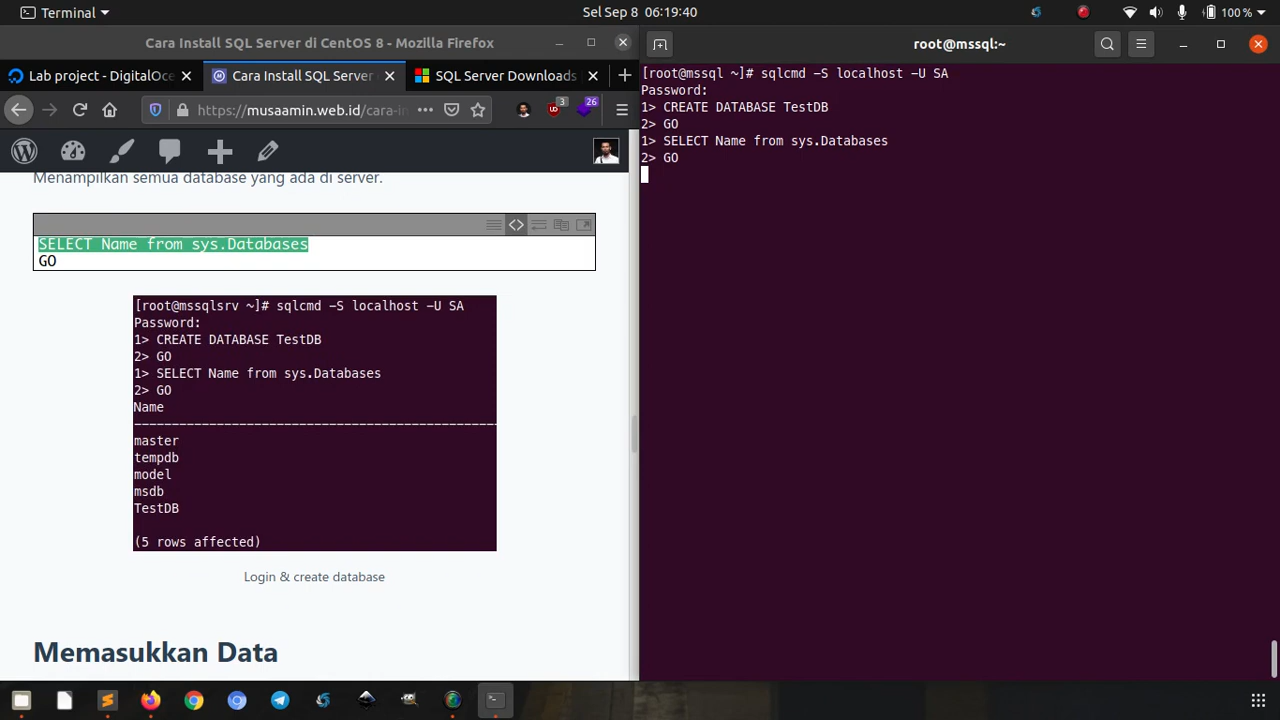 Terminal
Sel Sep 8 06:19:40
100 %
Cara Install SQL Server di CentOS 8 - Mozilla Firefox
Lab project - DigitalOce
Cara Install SQL Server
SQL Server Downloads
https://musaamin.web.id/cara-i
3
26
Menampilkan semua database yang ada di server.
SELECT Name from sys.Databases
GO
[root@mssqlsrv ~]# sqlcmd -S localhost -U SA
Password:
1> CREATE DATABASE TestDB
2> GO
1> SELECT Name from sys.Databases
2> GO
Name
--------------------------------------------------
master
tempdb
model
msdb
TestDB
(5 rows affected)
Login & create database
Memasukkan Data
root@mssql:~
[root@mssql ~]# sqlcmd -S localhost -U SA
Password:
1> CREATE DATABASE TestDB
2> GO
1> SELECT Name from sys.Databases
2> GO